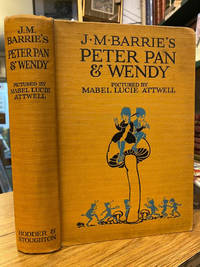 J.M.
BARRIE'S
PETER PAN
& WENDY
PICTURED BY
MABEL LUCIE
ATTWELL
HODDER &
STOUGHTON
J·M·BARRIE'S
PETER PAN
& WENDY
PICTURED BY
MABEL LUCIE ATTWELL